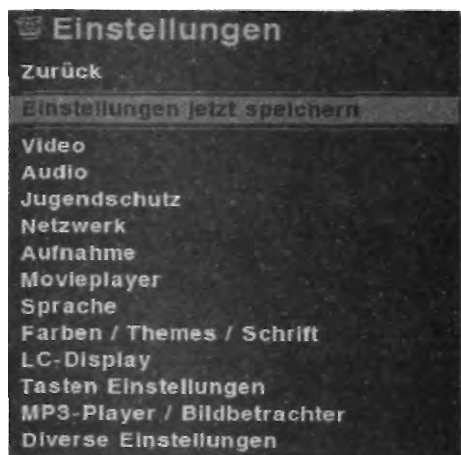 Einstellungen
Zurück
Einstellungen jetzt speichern
Video
Audio
Jugendschutz
Netzwerk
Aufnahme
Movieplayer
Sprache
Farben / Themes / Schrift
LC-Display
Tasten Einstellungen
MP3-Player / Bildbetrachter
Diverse Einstellungen